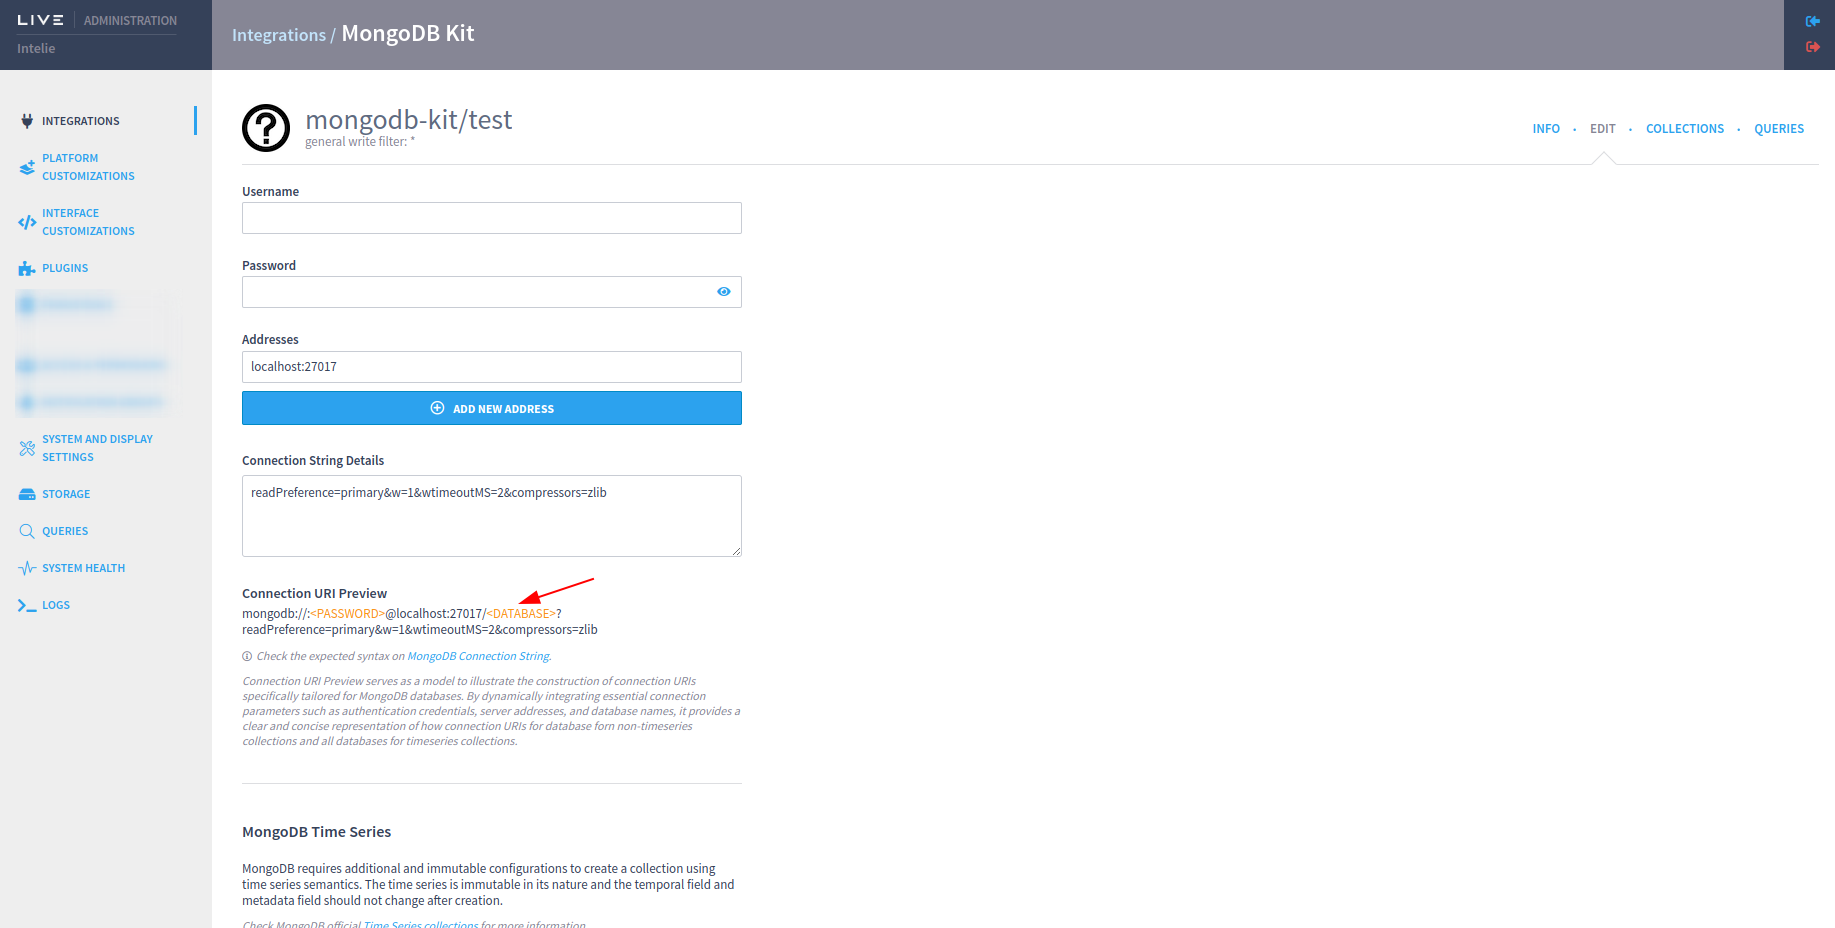 LIVE ADMINISTRATION
Intelie
Integrations / MongoDB Kit
INTEGRATIONS
PLATFORM
CUSTOMIZATIONS
INTERFACE
CUSTOMIZATIONS
PLUGINS
SYSTEM AND DISPLAY
SETTINGS
STORAGE
QUERIES
SYSTEM HEALTH
LOGS
mongodb-kit/test
general write filter: *
INFO • EDIT • COLLECTIONS • QUERIES
Username
Password
Addresses
localhost:27017
ADD NEW ADDRESS
Connection String Details
readPreference=primary&w=1&wtimeoutMS=2&compressors=zlib
Connection URI Preview
mongodb://:<PASSWORD>@localhost:27017/<DATABASE>?
readPreference=primary&w=1&wtimeoutMS=2&compressors=zlib
Check the expected syntax on MongoDB Connection String.
Connection URI Preview serves as a model to illustrate the construction of connection URIs
specifically tailored for MongoDB databases. By dynamically integrating essential connection
parameters such as authentication credentials, server addresses, and database names, it provides a
clear and concise representation of how connection URIs for database forn non-timeseries
collections and all databases for timeseries collections.
MongoDB Time Series
MongoDB requires additional and immutable configurations to create a collection using
time series semantics. The time series is immutable in its nature and the temporal field and
metadata field should not change after creation.
Check MongoDB official Time Series collections for more information.